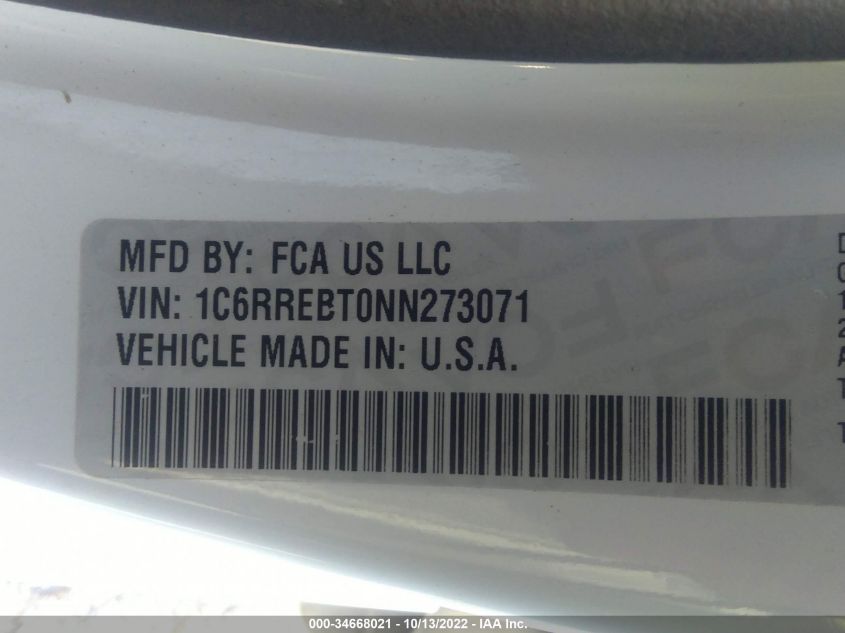 MFD BY: FCA US LLC
VIN: 1C6RREBT0NN273071
VEHICLE MADE IN: U.S.A.
000-34668021 - 10/13/2022 - IAA Inc.